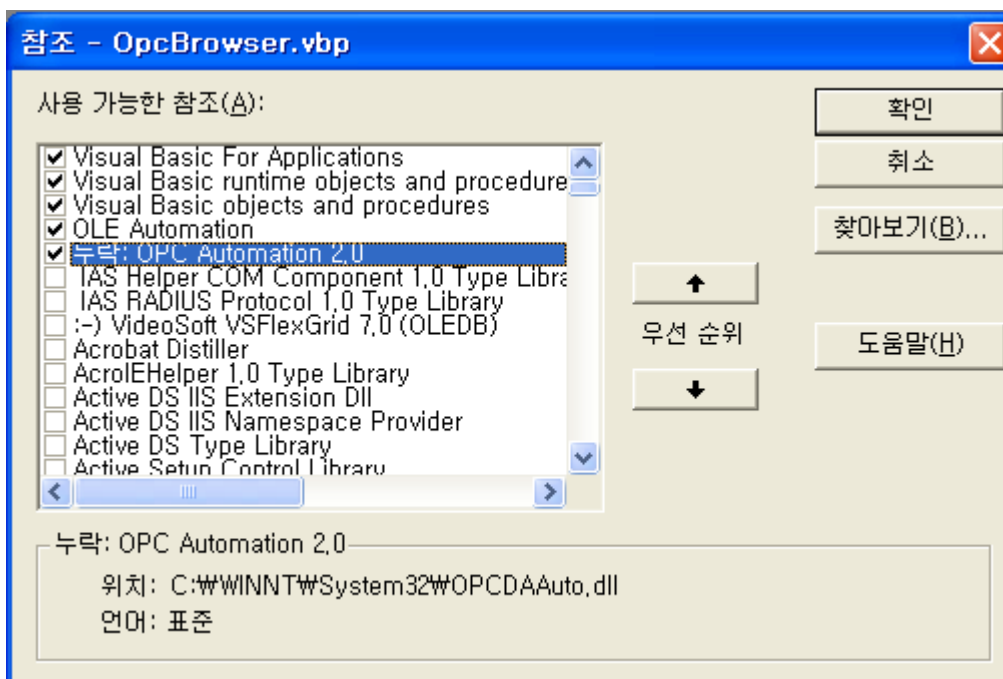 참조 - OpcBrowser.vbp
사용 가능한 참조(A):
Visual Basic For Applications
Visual Basic runtime objects and procedure
Visual Basic objects and procedures
OLE Automation
누락: OPC Automation 2,0
IAS Helper COM Component 1,0 Type Libra
IAS RADIUS Protocol 1,0 Type Library
:-) VideoSoft VSFlexGrid 7,0 (OLEDB)
Acrobat Distiller
AcroIEHelper 1,0 Type Library
Active DS IIS Extension Dll
Active DS IIS Namespace Provider
Active DS Type Library
Active Setup Control Library
우선 순위
확인
취소
찾아보기(B)...
도움말(H)
누락: OPC Automation 2,0
위치: C:₩WINNT₩System32₩OPCDAAuto,dll
언어: 표준